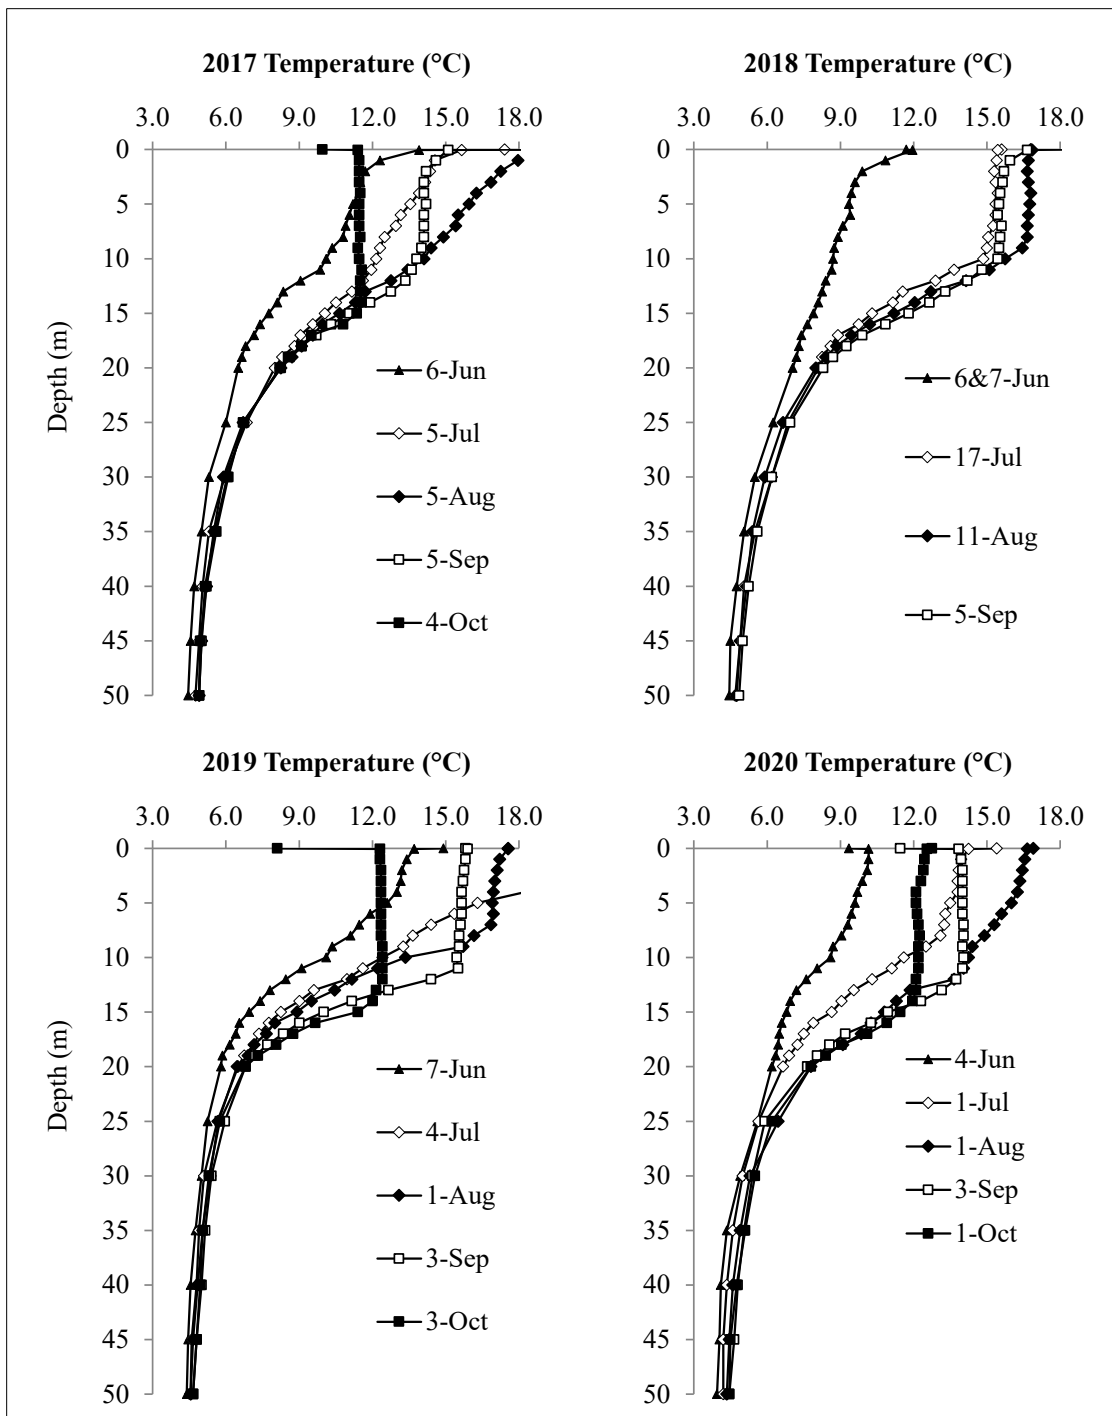 2017 Temperature (°C)
3.0 6.0 9.0 12.0 15.0 18.0
0
5
10
15
20
25
30
35
40
45
50
Depth (m)
6-Jun
5-Jul
5-Aug
5-Sep
4-Oct
2018 Temperature (°C)
3.0 6.0 9.0 12.0 15.0 18.0
0
5
10
15
20
25
30
35
40
45
50
6&7-Jun
17-Jul
11-Aug
5-Sep
2019 Temperature (°C)
3.0 6.0 9.0 12.0 15.0 18.0
0
5
10
15
20
25
30
35
40
45
50
Depth (m)
7-Jun
4-Jul
1-Aug
3-Sep
3-Oct
2020 Temperature (°C)
3.0 6.0 9.0 12.0 15.0 18.0
0
5
10
15
20
25
30
35
40
45
50
4-Jun
1-Jul
1-Aug
3-Sep
1-Oct